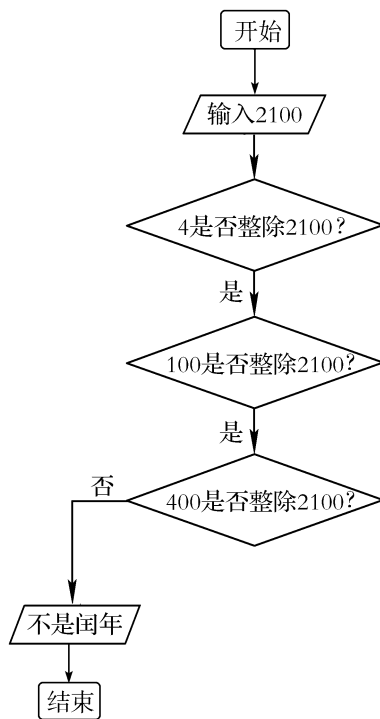 开始
输入2100
4是否整除2100?
是
100是否整除2100?
是
400是否整除2100?
否
不是闰年
结束